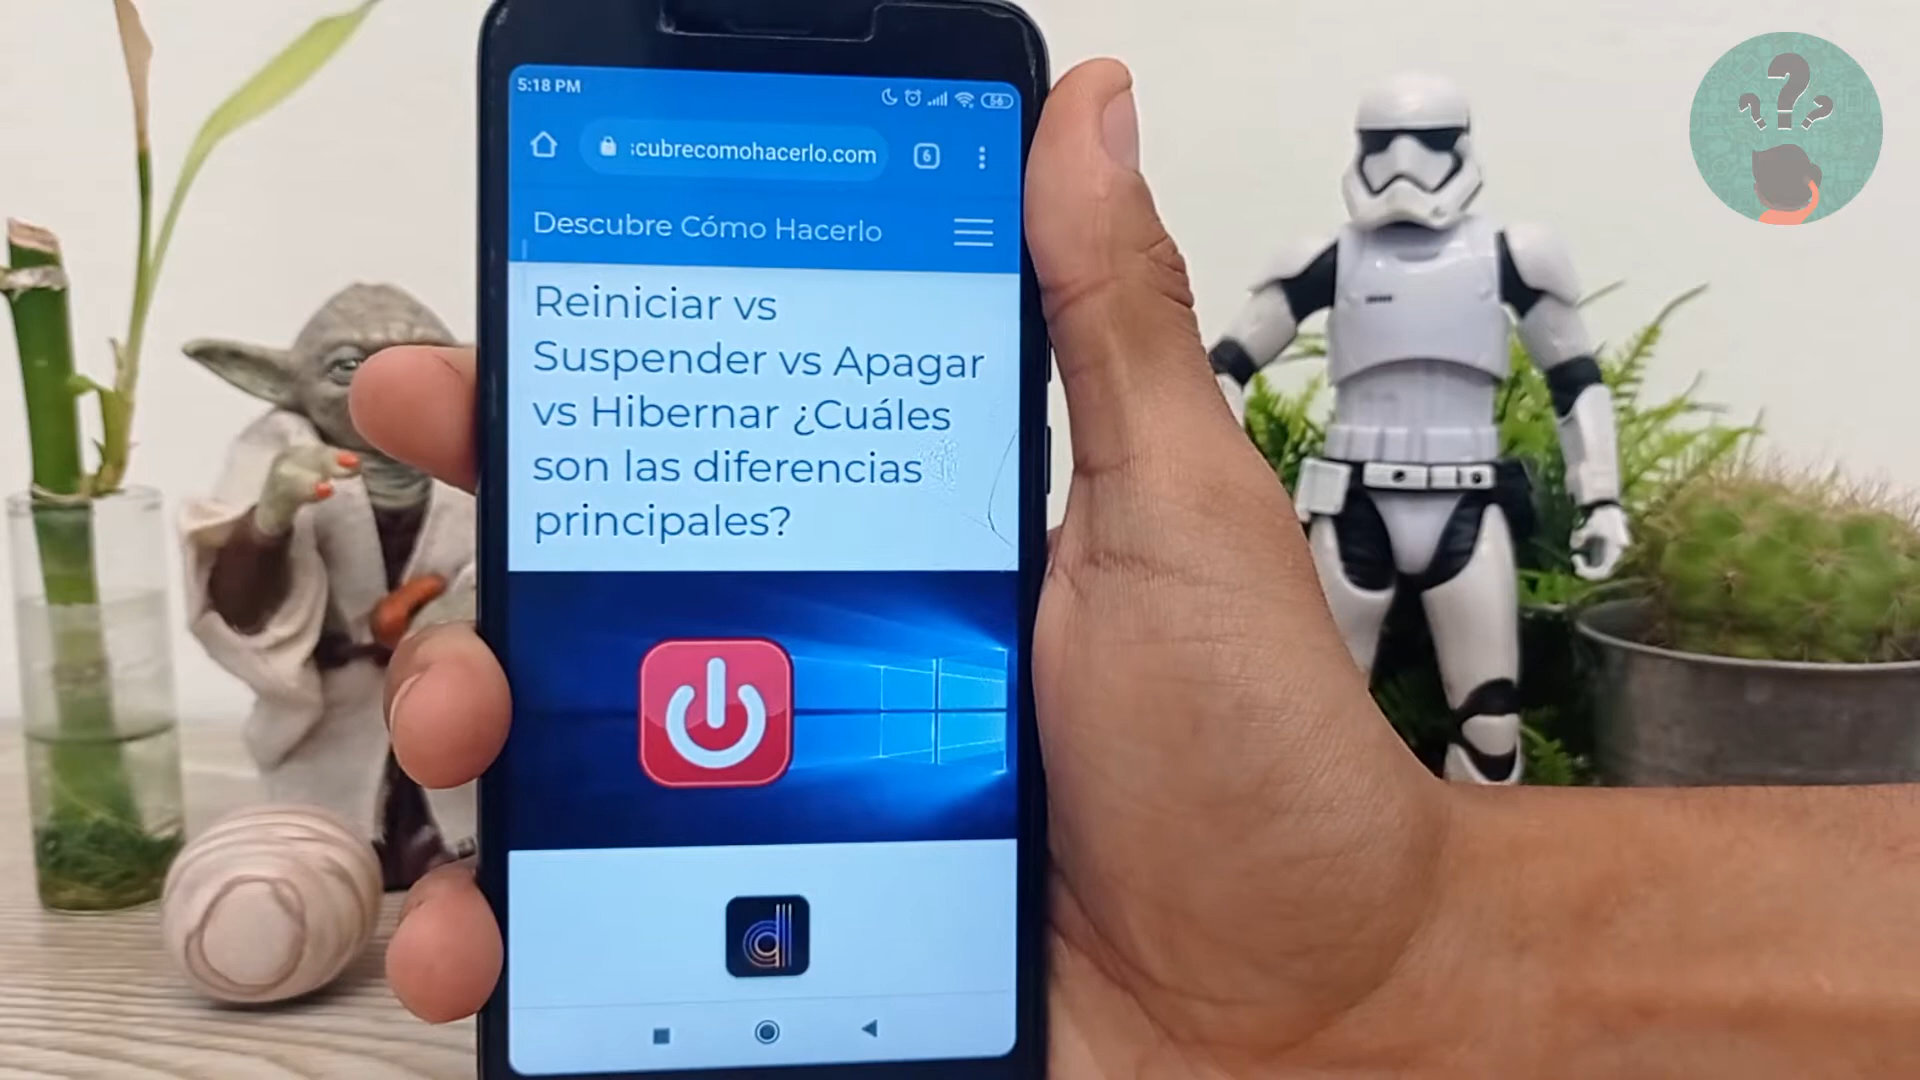 5:18 PM
56
:cubrecomohacerlo.com
6
Descubre Cómo Hacerlo
Reiniciar vs
Suspender vs Apagar
vs Hibernar ¿Cuáles
son las diferencias
principales?
d
???